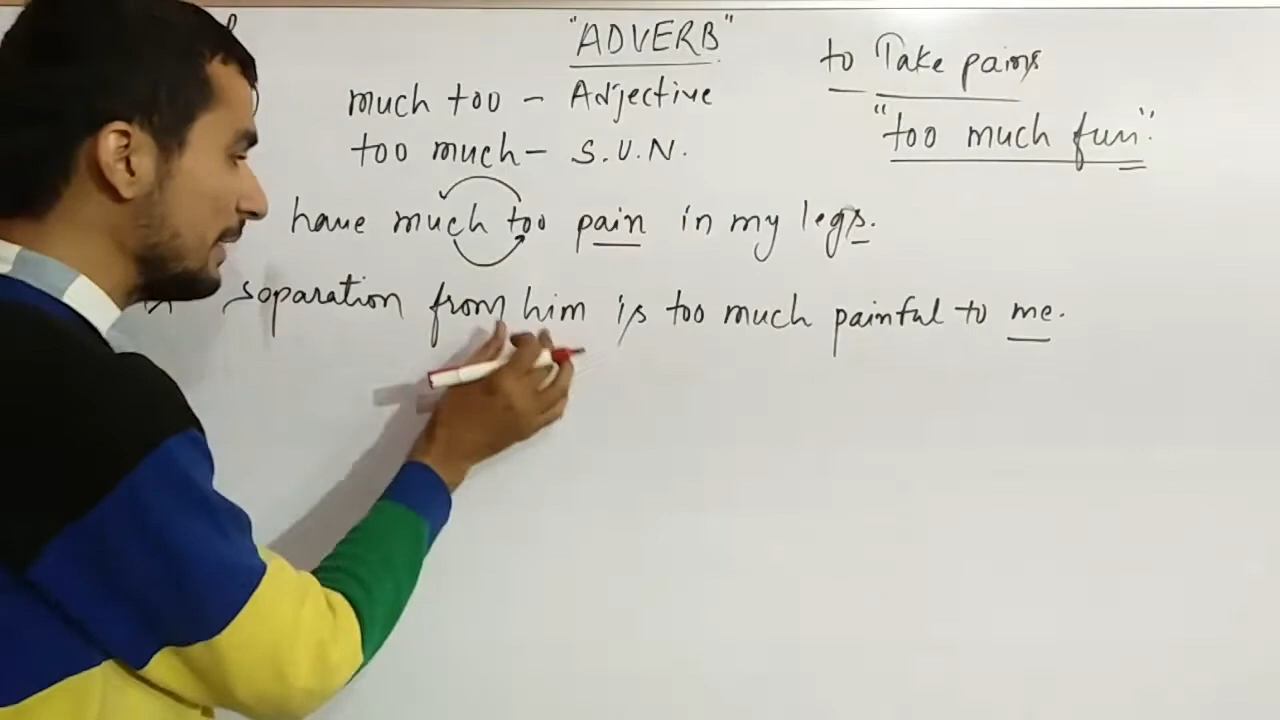 "ADVERB"
much too - Adjective
too much - S.U.N.
to Take pains
"too much fun".
have much too pain in my legs.
soparation from him is too much painful to me.